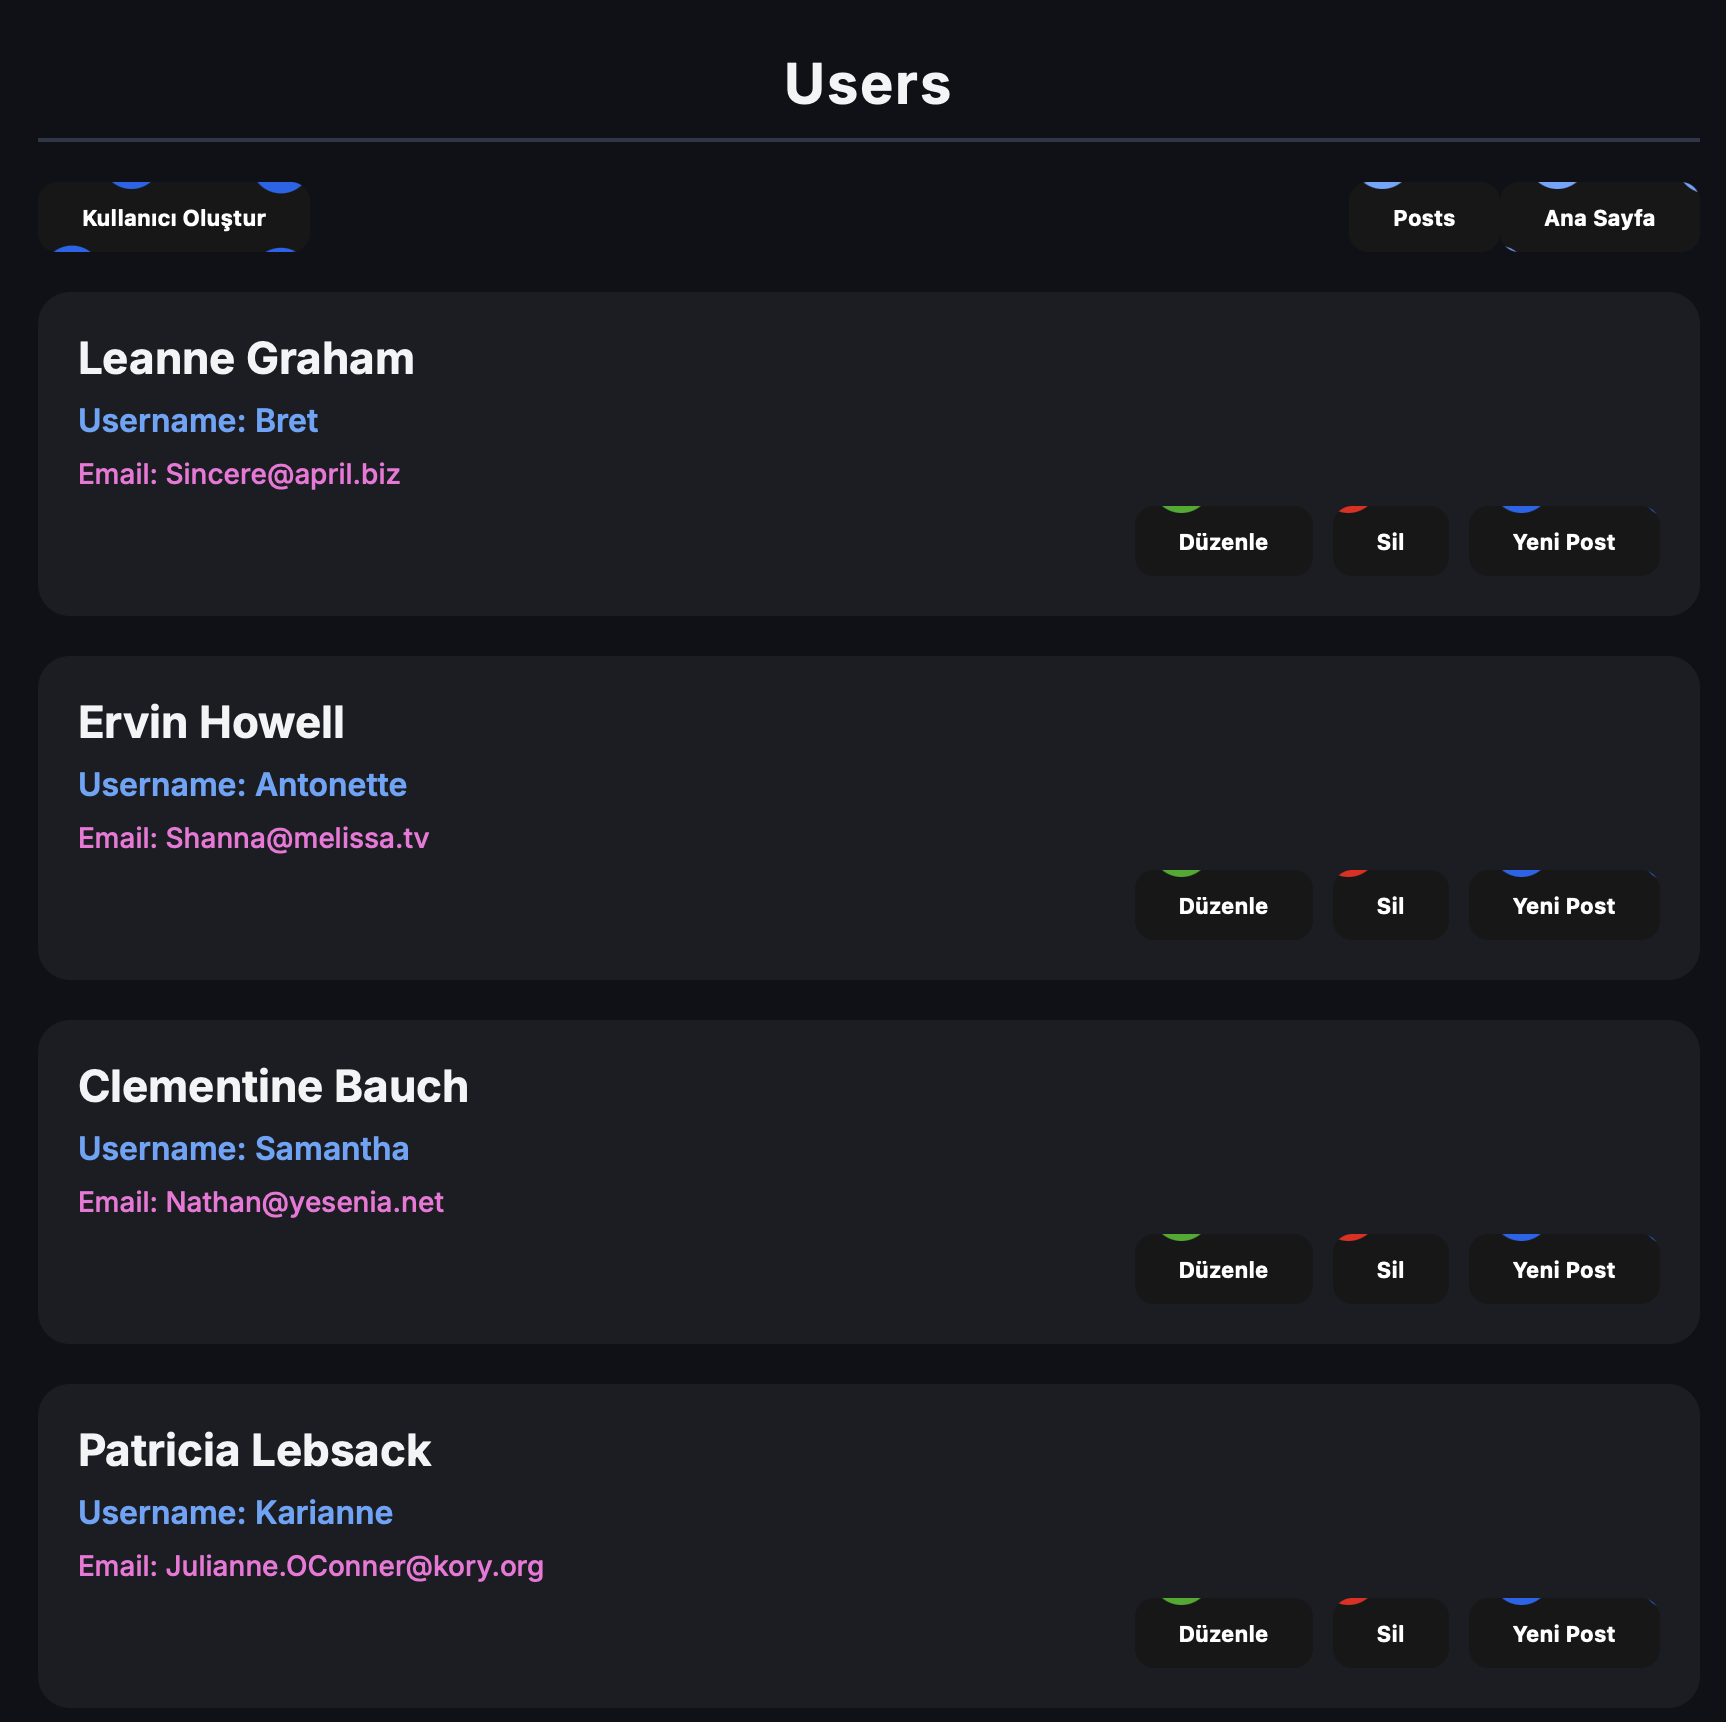 Users
Kullanıcı Oluştur
Posts
Ana Sayfa
Leanne Graham
Username: Bret
Email: Sincere@april.biz
Düzenle
Sil
Yeni Post
Ervin Howell
Username: Antonette
Email: Shanna@melissa.tv
Düzenle
Sil
Yeni Post
Clementine Bauch
Username: Samantha
Email: Nathan@yesenia.net
Düzenle
Sil
Yeni Post
Patricia Lebsack
Username: Karianne
Email: Julianne.OConner@kory.org
Düzenle
Sil
Yeni Post